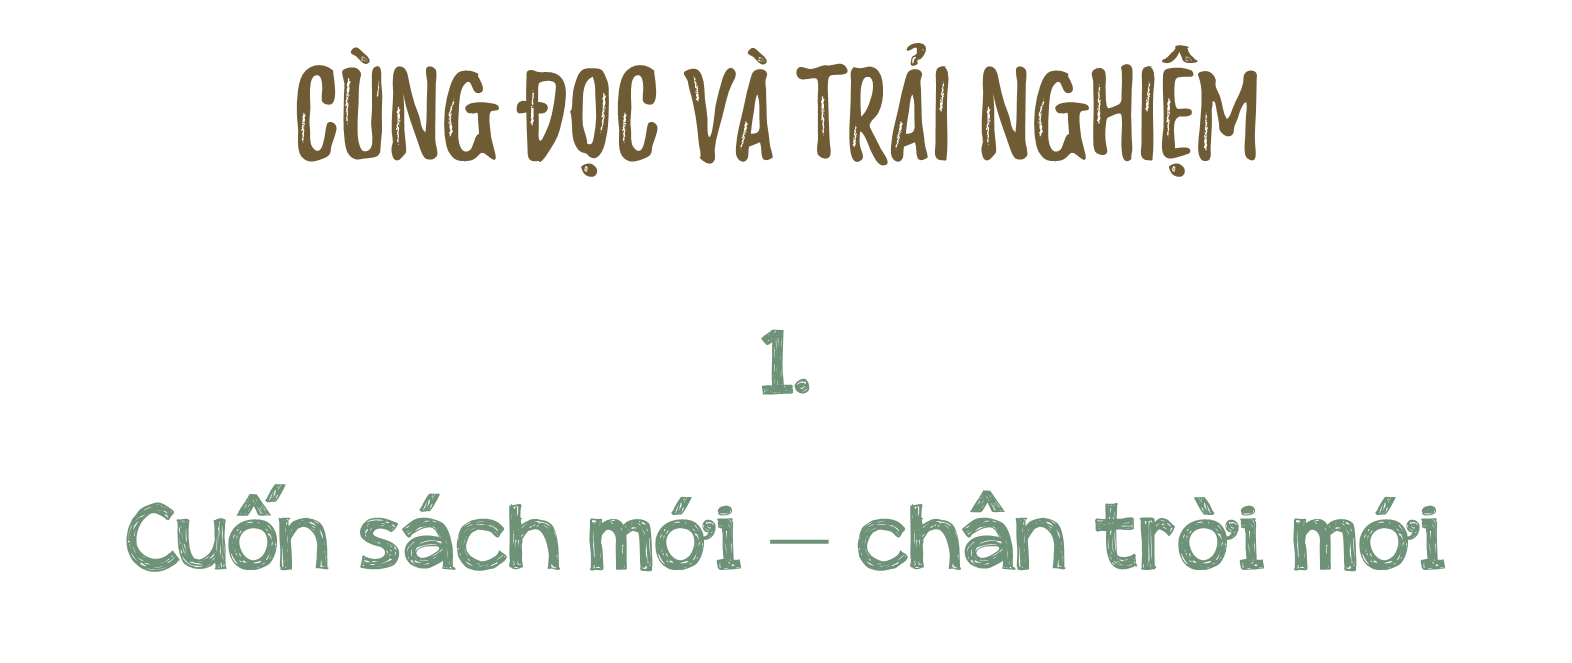 CÙNG ĐỌC VÀ TRẢI NGHIỆM
1.
Cuốn sách mới — chân trời mới